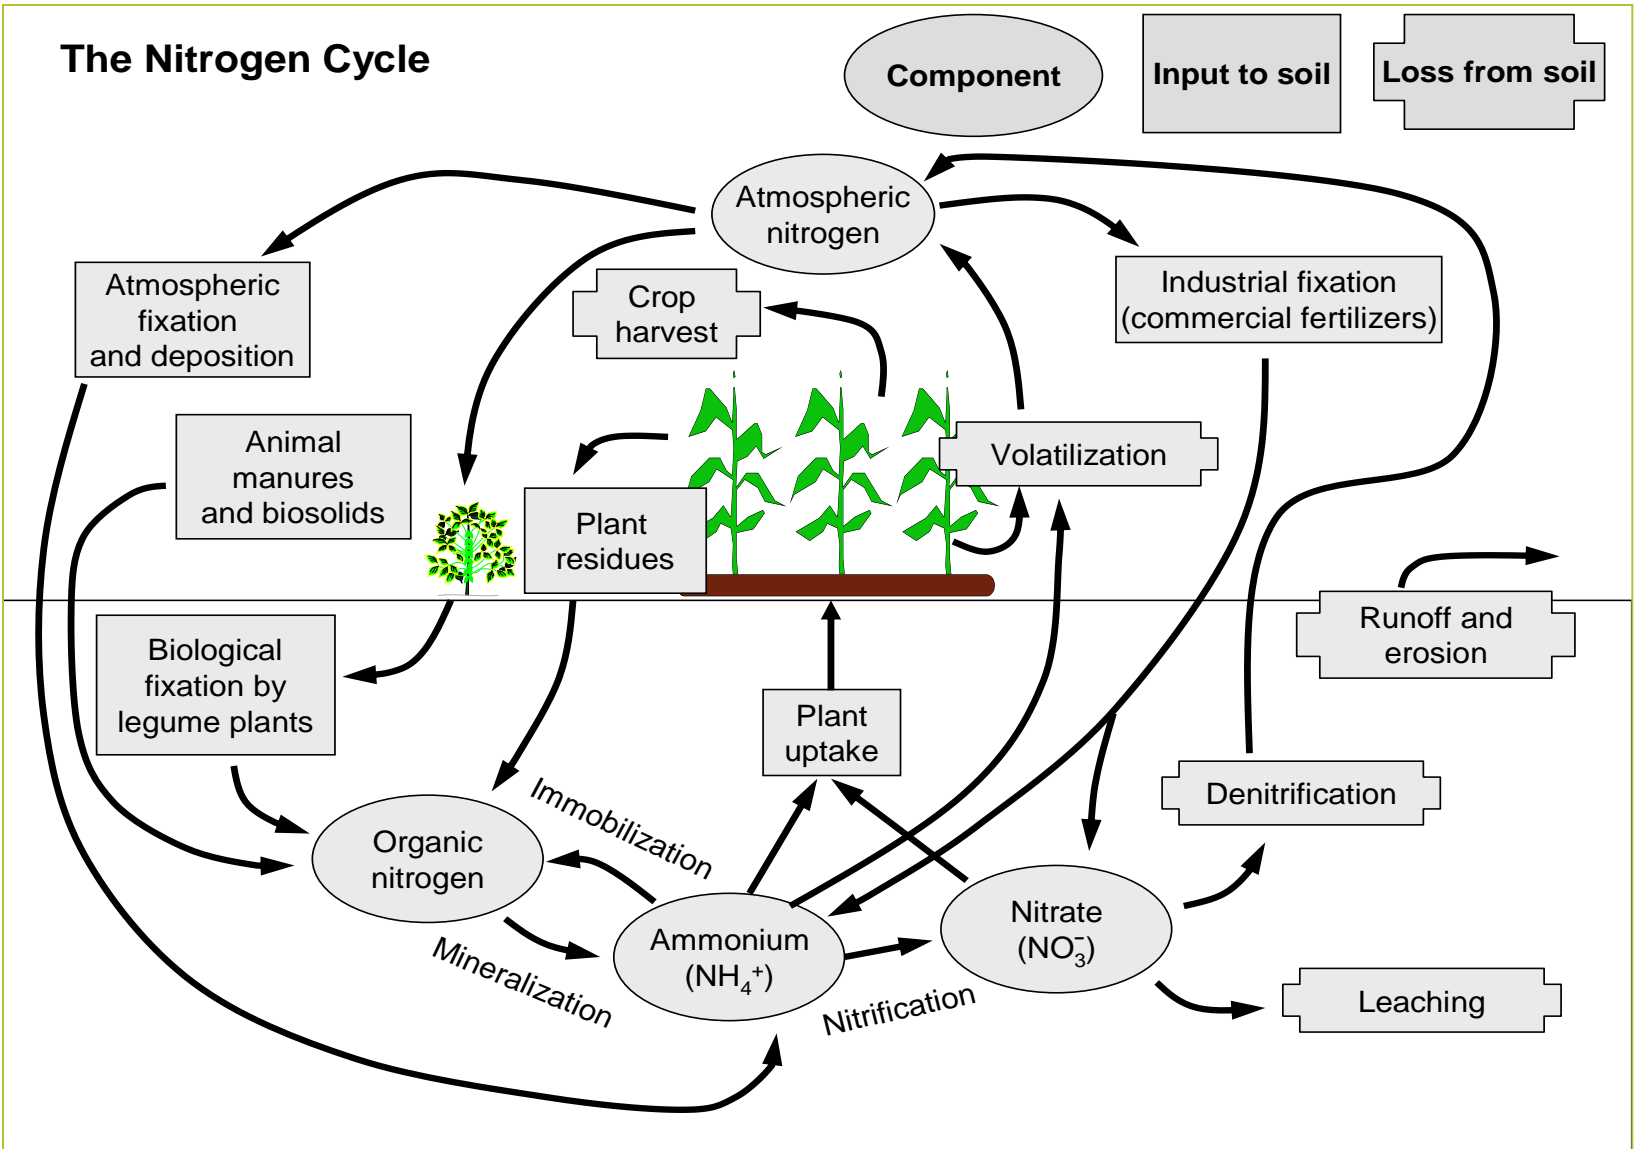 The Nitrogen Cycle
Component
Input to soil
Loss from soil
Atmospheric
nitrogen
Atmospheric
fixation
and deposition
Crop
harvest
Industrial fixation
(commercial fertilizers)
Animal
manures
and biosolids
Volatilization
Plant
residues
Runoff and
erosion
Biological
fixation by
legume plants
Plant
uptake
Denitrification
Immobilization
Organic
nitrogen
Ammonium
(NH₄⁺)
Nitrate
(NO₃⁻)
Mineralization
Nitrification
Leaching